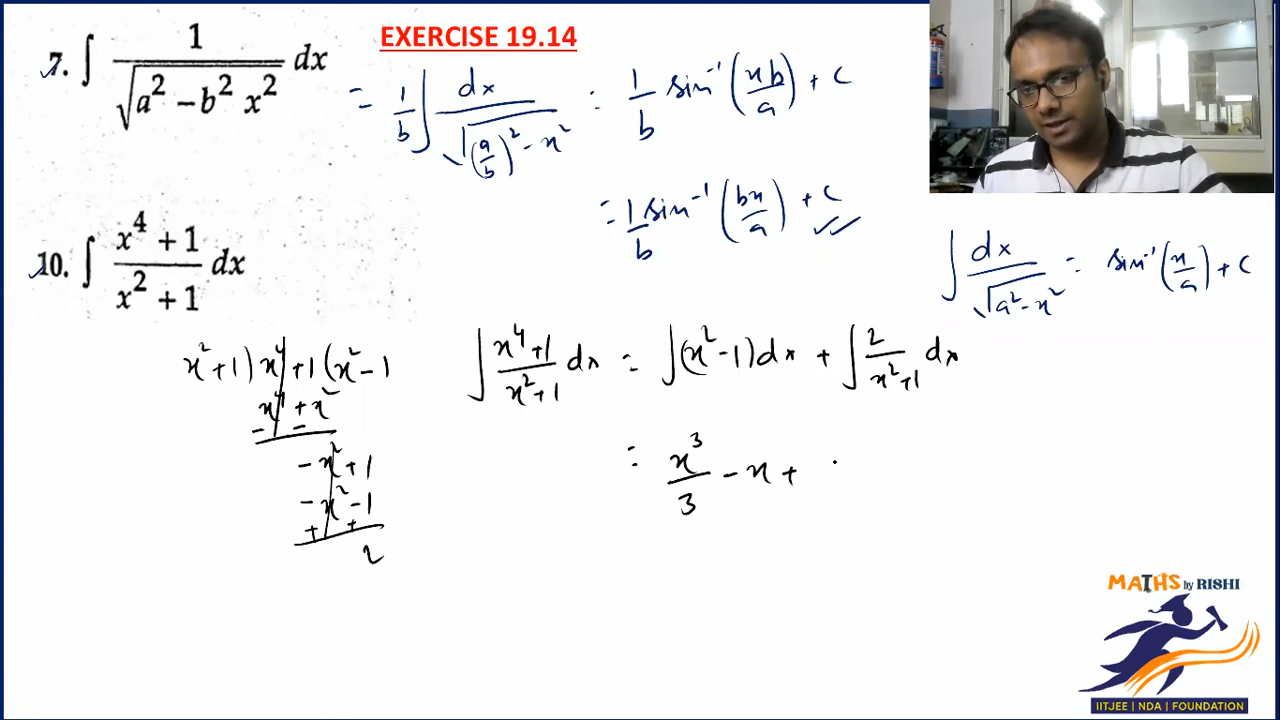 EXERCISE 19.14
7. ∫ 1/√(a² − b² x²) dx
= 1/b ∫ dx/√((a/b)² − x²) = 1/b sin⁻¹(xb/a) + C
= 1/b sin⁻¹(bx/a) + C
10. ∫ (x⁴ + 1)/(x² + 1) dx
∫ dx/√(a² − x²) = sin⁻¹(x/a) + C
x² + 1) x⁴ + 1 (x² − 1
x⁴ + x²
− −
− x² + 1
− x² − 1
+ +
2
∫ (x⁴ + 1)/(x² + 1) dx = ∫ (x² − 1) dx + ∫ 2/(x² + 1) dx
= x³/3 − x +
MATHS by RISHI
IITJEE | NDA | FOUNDATION